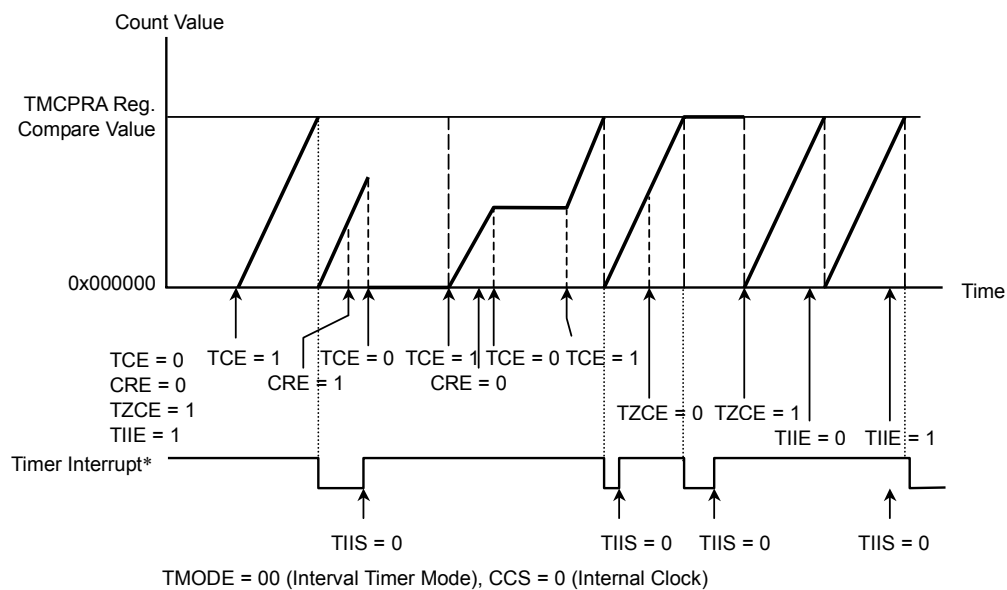 Count Value
TMCPRA Reg.
Compare Value
0x000000
Time
TCE = 0
CRE = 0
TZCE = 1
TIIE = 1
TCE = 1
CRE = 1
TCE = 0
TCE = 1
CRE = 0
TCE = 0
TCE = 1
TZCE = 0
TZCE = 1
TIIE = 0
TIIE = 1
Timer Interrupt*
TIIS = 0
TIIS = 0
TIIS = 0
TIIS = 0
TMODE = 00 (Interval Timer Mode), CCS = 0 (Internal Clock)